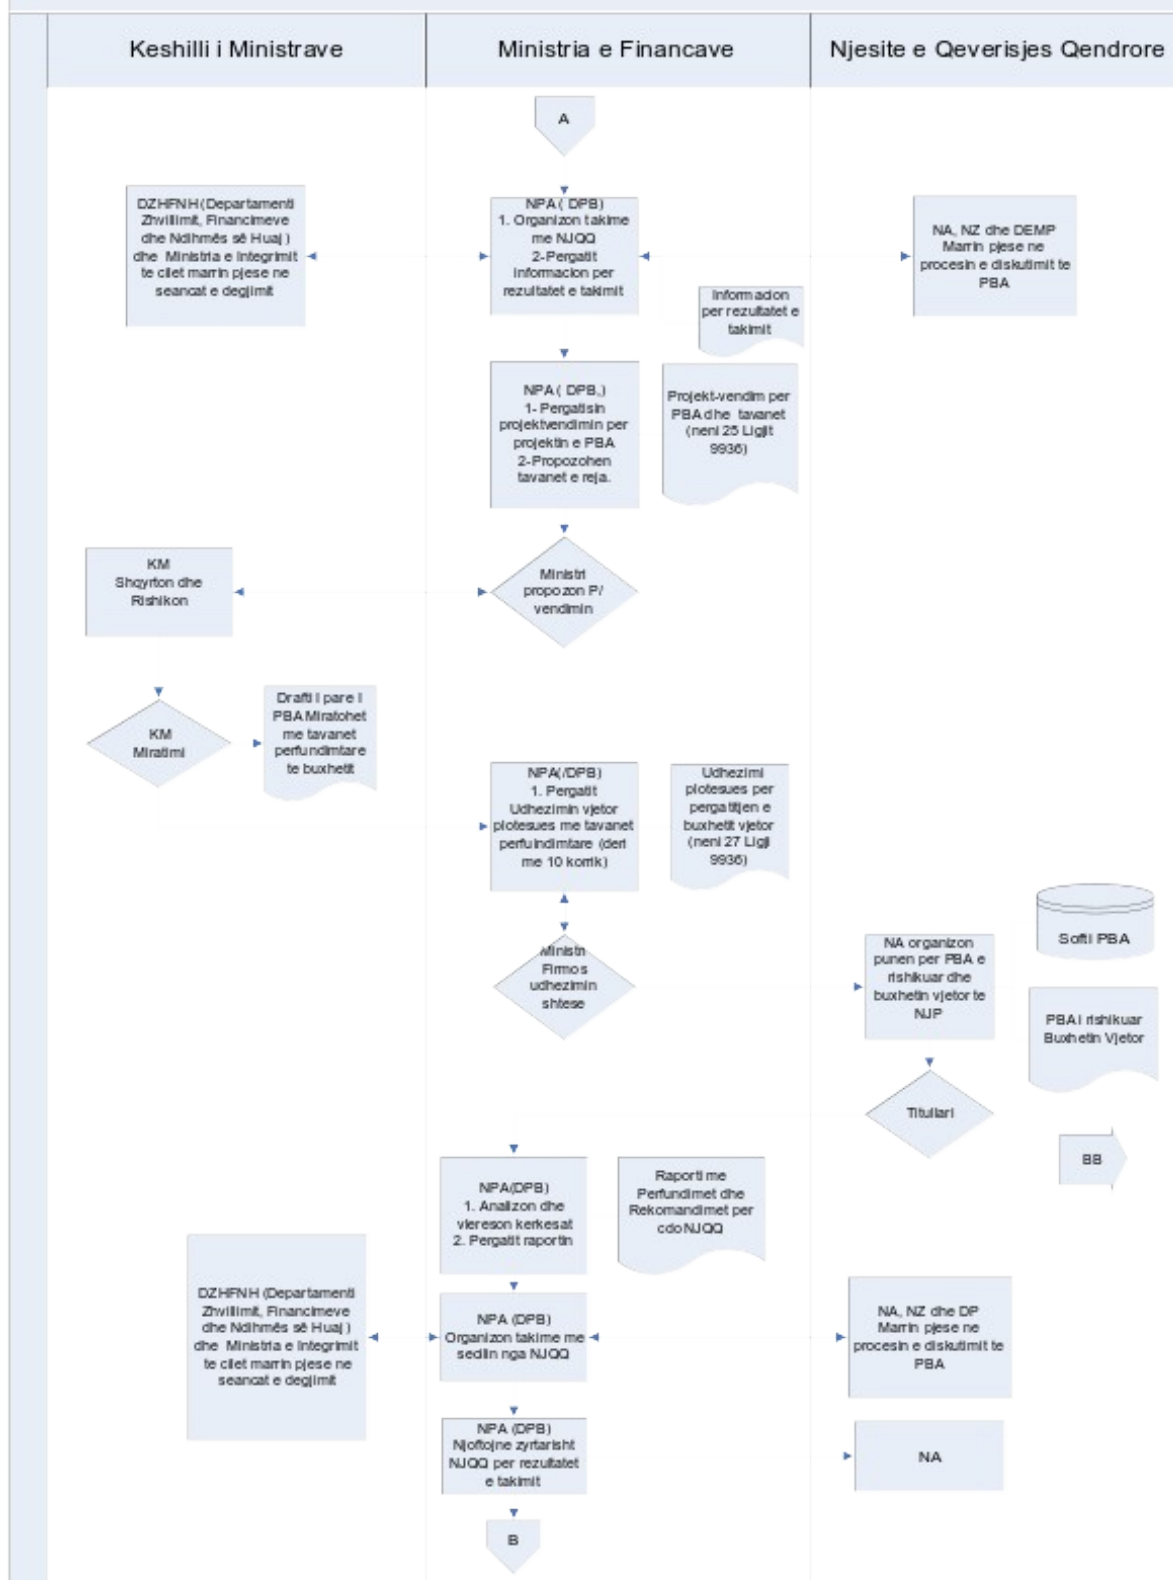 Keshilli i Ministrave
Ministria e Financave
Njesite e Qeverisjes Qendrore
A
DZHFNH (Departamenti
Zhvillimit, Financimeve
dhe Ndihmës së Huaj )
dhe Ministria e Integrimit
te cilet marrin pjese ne
seancat e degjimit
NPA ( DPB)
1. Organizon takime
me NJQQ
2-Pergatit
informacion per
rezultatet e takimit
NA, NZ dhe DEMP
Marrin pjese ne
procesin e diskutimit te
PBA
Informacion
per rezultatet e
takimit
NPA ( DPB,)
1- Pergatisin
projektvendimin per
projektin e PBA
2-Propozohen
tavanet e reja.
Projekt-vendim per
PBA dhe tavanet
(neni 25 Ligjit
9936)
KM
Shqyrton dhe
Rishikon
Ministri
propozon P/
vendimin
KM
Miratimi
Drafti I pare I
PBA Miratohet
me tavanet
perfundimtare
te buxhetit
NPA(/DPB)
1. Pergatit
Udhezimin vjetor
plotesues me tavanet
perfuindimtare (deri
me 10 korrik)
Udhezimi
plotesues per
pergatitjen e
buxhetit vjetor
(neni 27 Ligji
9936)
Ministri
Firmos
udhezimin
shtese
NA organizon
punen per PBA e
rishikuar dhe
buxhetin vjetor te
NJP
Softi PBA
PBA i rishikuar
Buxhetin Vjetor
Titullari
BB
NPA(DPB)
1. Analizon dhe
vlereson kerkesat
2. Pergatit raportin
Raporti me
Perfundimet dhe
Rekomandimet per
cdo NJQQ
DZHFNH (Departamenti
Zhvillimit, Financimeve
dhe Ndihmës së Huaj )
dhe Ministria e Integrimit
te cilet marrin pjese ne
seancat e degjimit
NPA (DPB)
Organizon takime me
secilin nga NJQQ
NA, NZ dhe DP
Marrin pjese ne
procesin e diskutimit te
PBA
NPA (DPB)
Njoftojne zyrtarisht
NJQQ per rezultatet
e takimit
NA
B